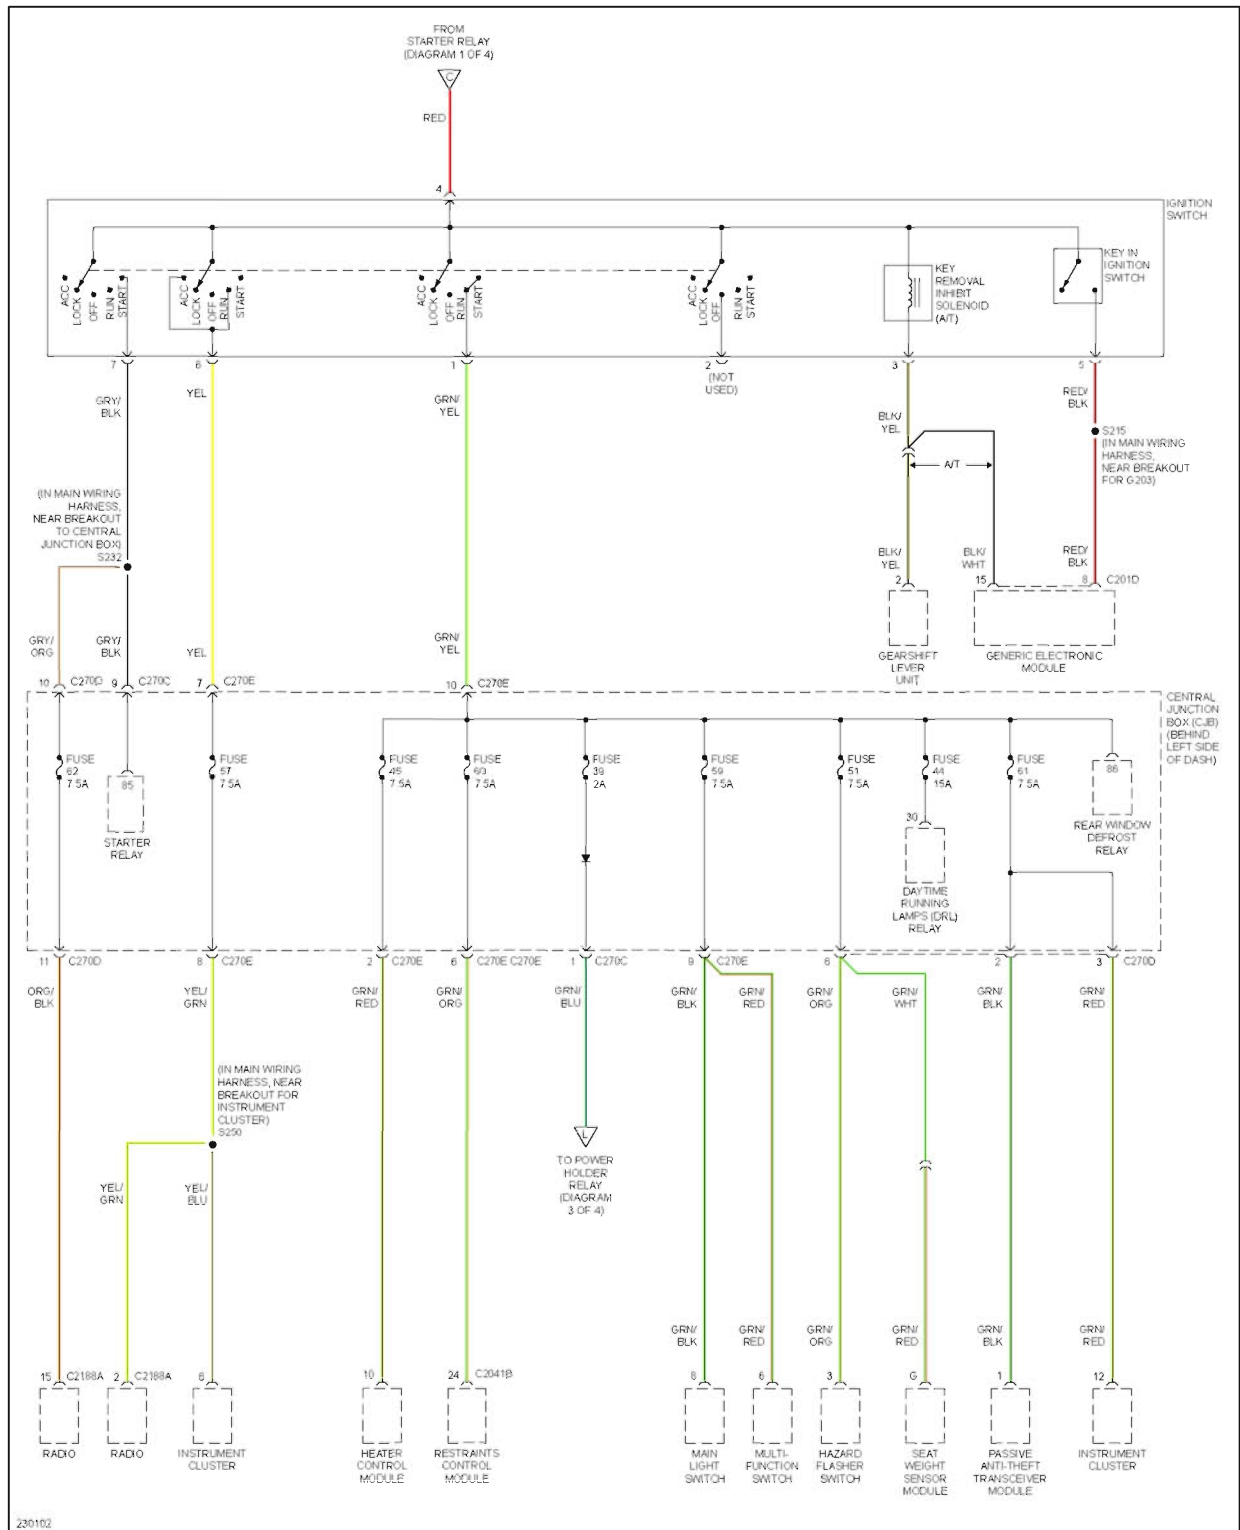 FROM
STARTER RELAY
(DIAGRAM 1 OF 4)
C
RED
4
IGNITION
SWITCH
ACC
LOCK
OFF
RUN
START
ACC
LOCK
OFF
RUN
START
ACC
LOCK
OFF
RUN
START
ACC
LOCK
OFF
RUN
START
KEY
REMOVAL
INHIBIT
SOLENOID
(A/T)
KEY IN
IGNITION
SWITCH
7
6
1
2
3
5
(NOT
USED)
GRY/
BLK
YEL
GRN/
YEL
BLK/
YEL
RED/
BLK
S215
(IN MAIN WIRING
HARNESS,
NEAR BREAKOUT
FOR G203)
A/T
(IN MAIN WIRING
HARNESS,
NEAR BREAKOUT
TO CENTRAL
JUNCTION BOX)
S232
BLK/
YEL
BLK/
WHT
RED/
BLK
2
15
8
C201D
GEARSHIFT
LEVER
UNIT
GENERIC ELECTRONIC
MODULE
GRY/
ORG
GRY/
BLK
YEL
GRN/
YEL
10
C270D
9
C270C
7
C270E
10
C270E
CENTRAL
JUNCTION
BOX (CJB)
(BEHIND
LEFT SIDE
OF DASH)
FUSE
62
7.5A
85
STARTER
RELAY
FUSE
57
7.5A
FUSE
45
7.5A
FUSE
60
7.5A
FUSE
39
2A
FUSE
59
7.5A
FUSE
51
7.5A
FUSE
44
15A
FUSE
61
7.5A
86
REAR WINDOW
DEFROST
RELAY
30
DAYTIME
RUNNING
LAMPS (DRL)
RELAY
11
C270D
8
C270E
2
C270E
6
C270E C270E
1
C270C
9
C270E
6
2
3
C270D
ORG/
BLK
YEL/
GRN
GRN/
RED
GRN/
ORG
GRN/
BLU
GRN/
BLK
GRN/
RED
GRN/
ORG
GRN/
WHT
GRN/
BLK
GRN/
RED
(IN MAIN WIRING
HARNESS, NEAR
BREAKOUT FOR
INSTRUMENT
CLUSTER)
S250
L
TO POWER
HOLDER
RELAY
(DIAGRAM
3 OF 4)
YEL/
GRN
YEL/
BLU
GRN/
BLK
GRN/
RED
GRN/
ORG
GRN/
RED
GRN/
BLK
GRN/
RED
15
C2188A
2
C2188A
6
10
24
C2041B
8
6
3
G
1
12
RADIO
RADIO
INSTRUMENT
CLUSTER
HEATER
CONTROL
MODULE
RESTRAINTS
CONTROL
MODULE
MAIN
LIGHT
SWITCH
MULTI-
FUNCTION
SWITCH
HAZARD
FLASHER
SWITCH
SEAT
WEIGHT
SENSOR
MODULE
PASSIVE
ANTI-THEFT
TRANSCEIVER
MODULE
INSTRUMENT
CLUSTER
230102